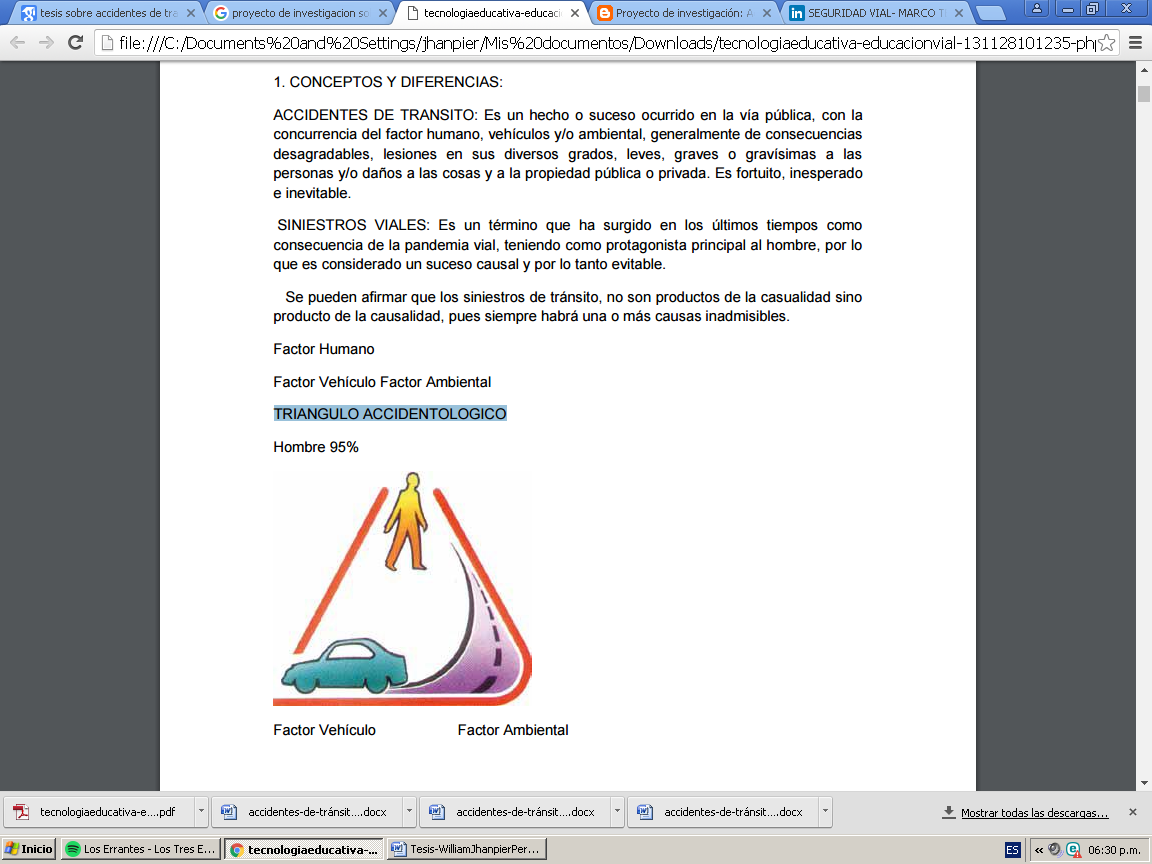 tesis sobre accidentes de tra
proyecto de investigacion so
tecnologiaeducativa-educaci
Proyecto de investigación: A
SEGURIDAD VIAL- MARCO T
file:///C:/Documents%20and%20Settings/jhanpier/Mis%20documentos/Downloads/tecnologiaeducativa-educacionvial-131128101235-php
1. CONCEPTOS Y DIFERENCIAS:
ACCIDENTES DE TRANSITO: Es un hecho o suceso ocurrido en la vía pública, con la
concurrencia del factor humano, vehículos y/o ambiental, generalmente de consecuencias
desagradables, lesiones en sus diversos grados, leves, graves o gravísimas a las
personas y/o daños a las cosas y a la propiedad pública o privada. Es fortuito, inesperado
e inevitable.
SINIESTROS VIALES: Es un término que ha surgido en los últimos tiempos como
consecuencia de la pandemia vial, teniendo como protagonista principal al hombre, por lo
que es considerado un suceso causal y por lo tanto evitable.
Se pueden afirmar que los siniestros de tránsito, no son productos de la casualidad sino
producto de la causalidad, pues siempre habrá una o más causas inadmisibles.
Factor Humano
Factor Vehículo Factor Ambiental
TRIANGULO ACCIDENTOLOGICO
Hombre 95%
Factor Vehículo Factor Ambiental
tecnologiaeducativa-e....pdf
accidentes-de-tránsit....docx
accidentes-de-tránsit....docx
accidentes-de-tránsit....docx
Mostrar todas las descargas...
Inicio
Los Errantes - Los Tres E...
tecnologiaeducativa-...
Tesis-WilliamJhanpierPer...
ES
06:30 p.m.